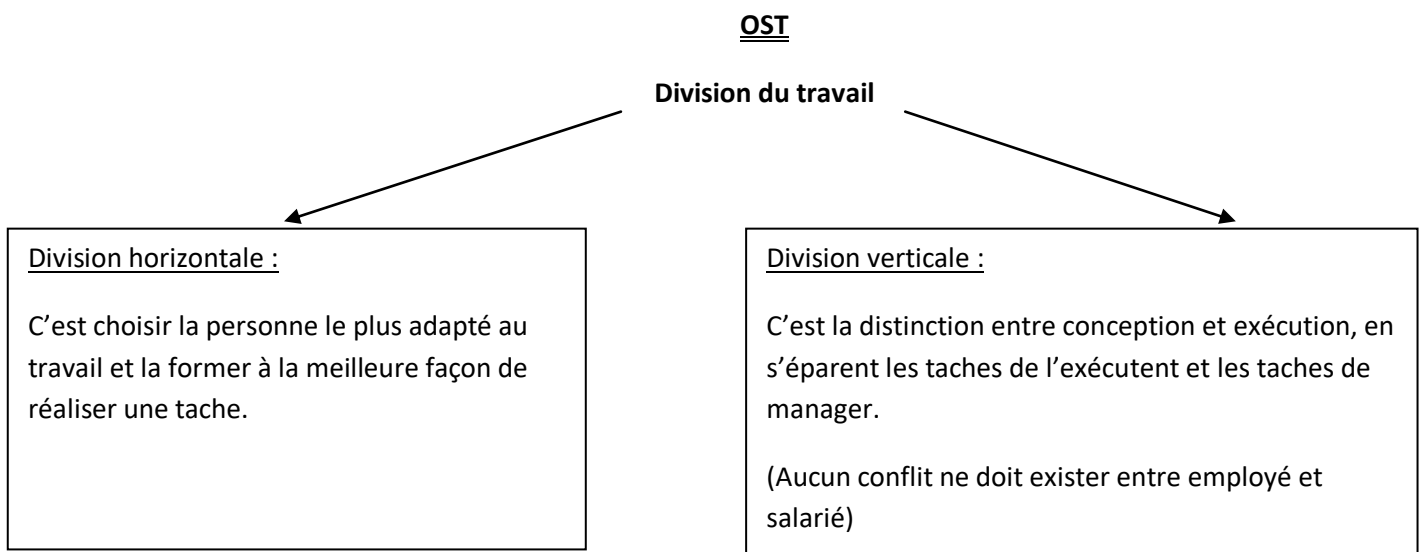 OST
Division du travail
Division horizontale :
C’est choisir la personne le plus adapté au
travail et la former à la meilleure façon de
réaliser une tache.
Division verticale :
C’est la distinction entre conception et exécution, en
s’éparent les taches de l’exécutent et les taches de
manager.
(Aucun conflit ne doit exister entre employé et
salarié)